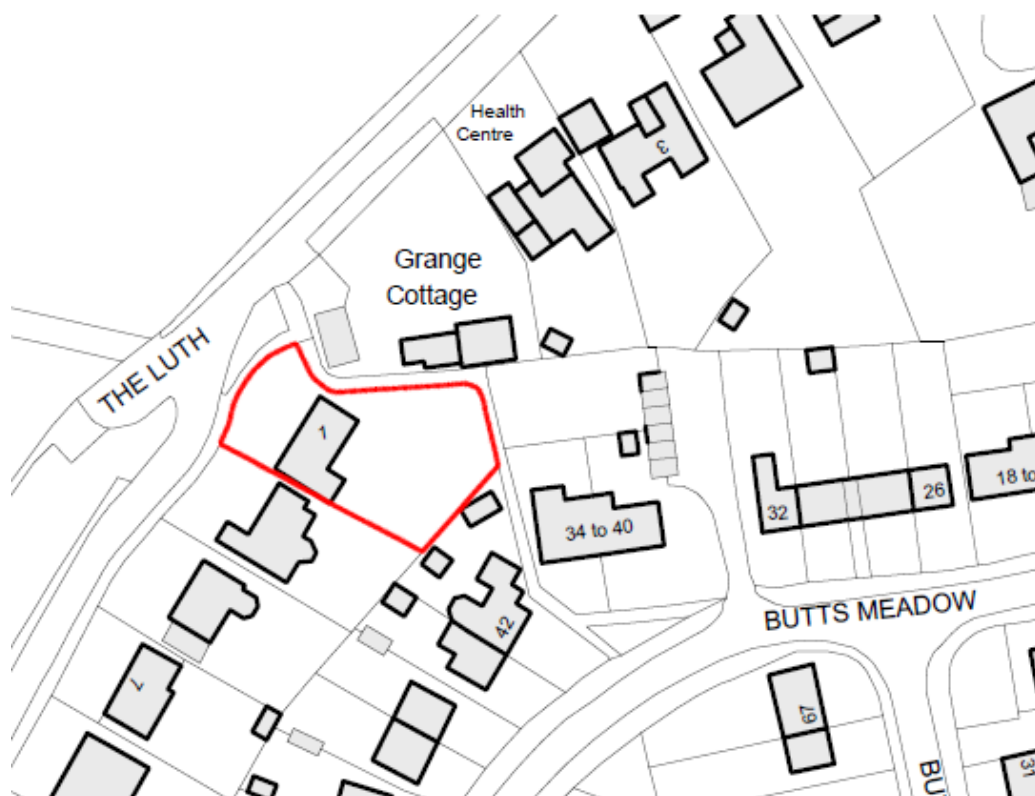 Health
Centre
3
Grange
Cottage
THE LUTH
1
34 to 40
32
26
18 to
BUTTS MEADOW
42
7
67
31
BU